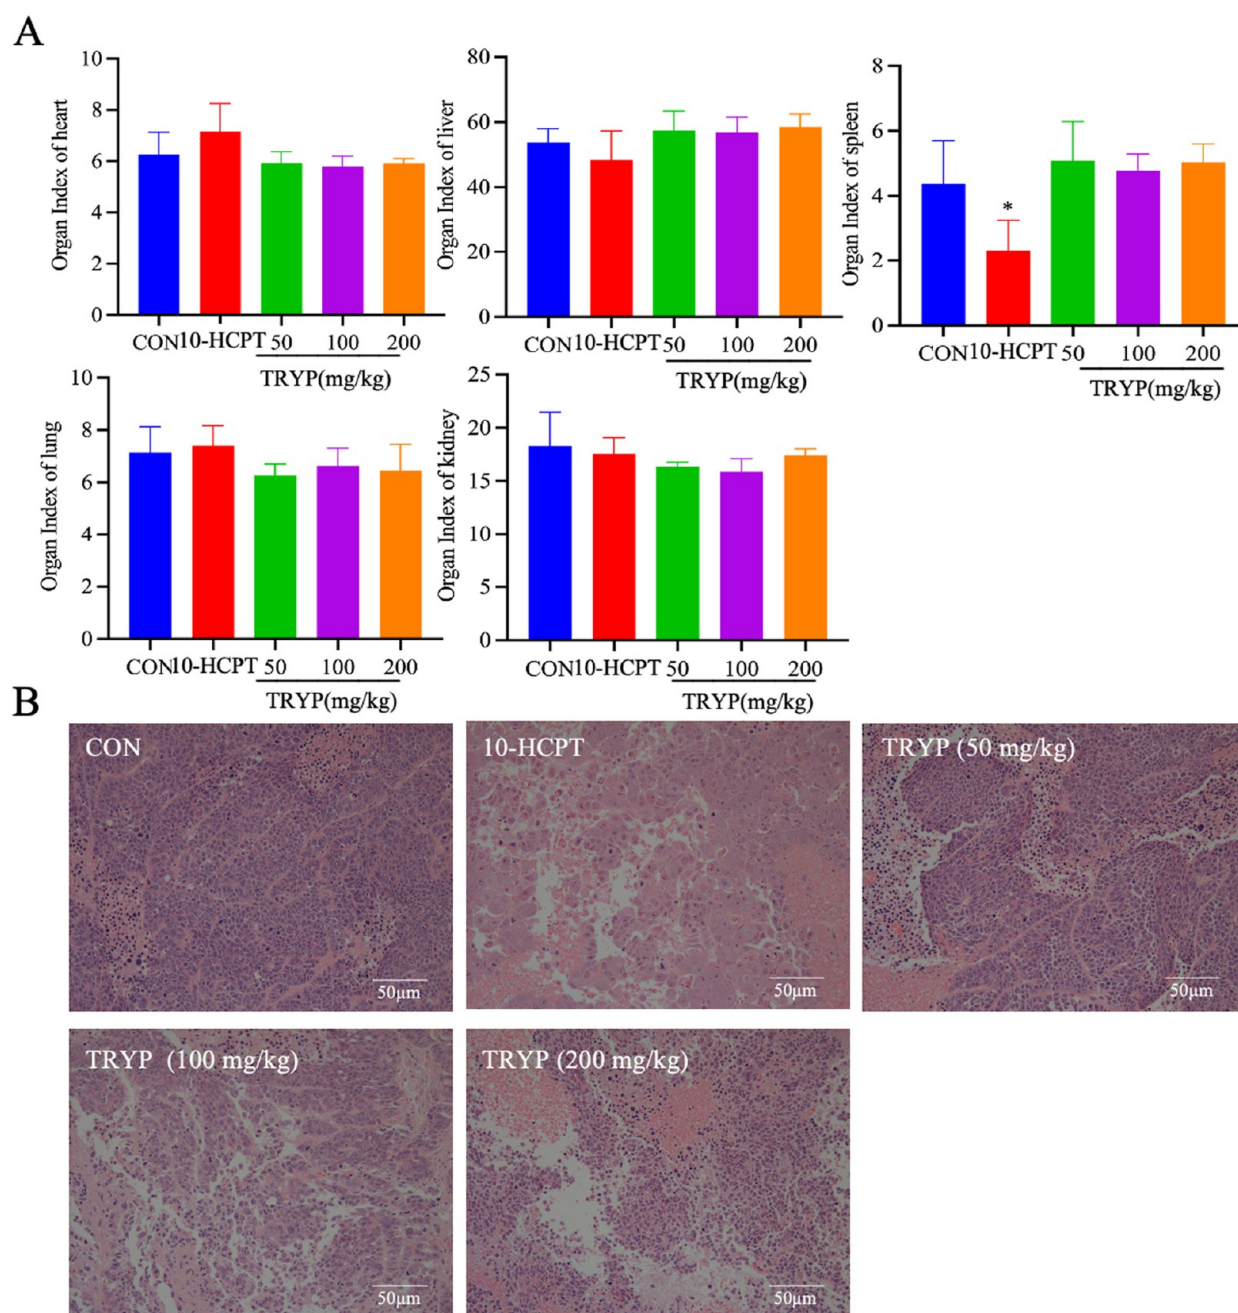 A
Organ Index of heart
10
8
6
4
2
0
CON 10-HCPT 50 100 200
TRYP(mg/kg)
Organ Index of liver
80
60
40
20
0
CON 10-HCPT 50 100 200
TRYP(mg/kg)
Organ Index of spleen
8
6
4
2
0
*
CON 10-HCPT 50 100 200
TRYP(mg/kg)
Organ Index of lung
10
8
6
4
2
0
CON 10-HCPT 50 100 200
TRYP(mg/kg)
Organ Index of kidney
25
20
15
10
5
0
CON 10-HCPT 50 100 200
TRYP(mg/kg)
B
CON
50μm
10-HCPT
50μm
TRYP (50 mg/kg)
50μm
TRYP (100 mg/kg)
50μm
TRYP (200 mg/kg)
50μm